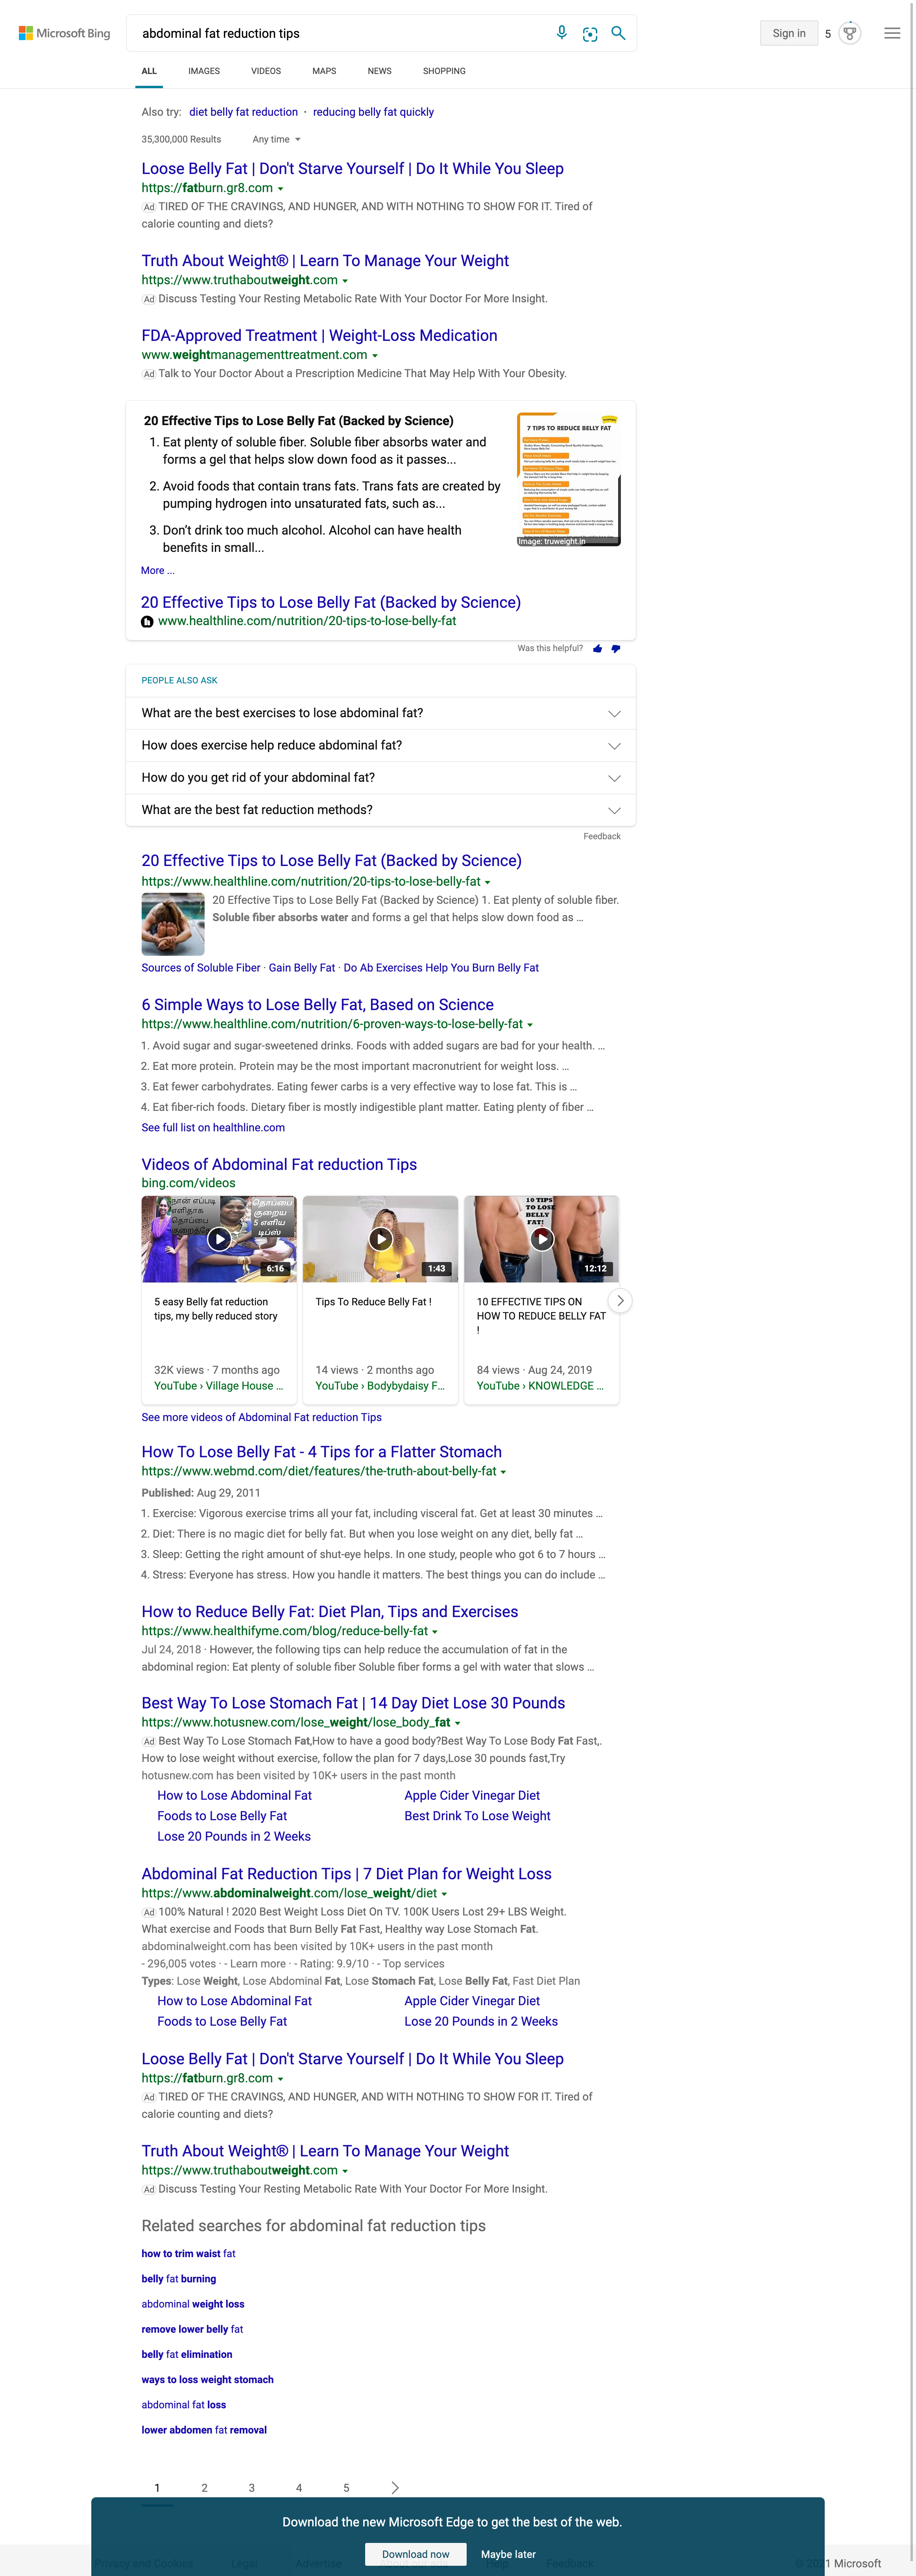 Microsoft Bing
abdominal fat reduction tips
Sign in
5
ALL
IMAGES
VIDEOS
MAPS
NEWS
SHOPPING
Also try: diet belly fat reduction · reducing belly fat quickly
35,300,000 Results
Any time
Loose Belly Fat | Don't Starve Yourself | Do It While You Sleep
https://fatburn.gr8.com
Ad TIRED OF THE CRAVINGS, AND HUNGER, AND WITH NOTHING TO SHOW FOR IT. Tired of
calorie counting and diets?
Truth About Weight® | Learn To Manage Your Weight
https://www.truthaboutweight.com
Ad Discuss Testing Your Resting Metabolic Rate With Your Doctor For More Insight.
FDA-Approved Treatment | Weight-Loss Medication
www.weightmanagementtreatment.com
Ad Talk to Your Doctor About a Prescription Medicine That May Help With Your Obesity.
20 Effective Tips to Lose Belly Fat (Backed by Science)
1. Eat plenty of soluble fiber. Soluble fiber absorbs water and
forms a gel that helps slow down food as it passes...
2. Avoid foods that contain trans fats. Trans fats are created by
pumping hydrogen into unsaturated fats, such as...
3. Don't drink too much alcohol. Alcohol can have health
benefits in small...
7 TIPS TO REDUCE BELLY FAT
Image: truweight.in
More ...
20 Effective Tips to Lose Belly Fat (Backed by Science)
www.healthline.com/nutrition/20-tips-to-lose-belly-fat
Was this helpful?
PEOPLE ALSO ASK
What are the best exercises to lose abdominal fat?
How does exercise help reduce abdominal fat?
How do you get rid of your abdominal fat?
What are the best fat reduction methods?
Feedback
20 Effective Tips to Lose Belly Fat (Backed by Science)
https://www.healthline.com/nutrition/20-tips-to-lose-belly-fat
20 Effective Tips to Lose Belly Fat (Backed by Science) 1. Eat plenty of soluble fiber.
Soluble fiber absorbs water and forms a gel that helps slow down food as ...
Sources of Soluble Fiber · Gain Belly Fat · Do Ab Exercises Help You Burn Belly Fat
6 Simple Ways to Lose Belly Fat, Based on Science
https://www.healthline.com/nutrition/6-proven-ways-to-lose-belly-fat
1. Avoid sugar and sugar-sweetened drinks. Foods with added sugars are bad for your health. ...
2. Eat more protein. Protein may be the most important macronutrient for weight loss. ...
3. Eat fewer carbohydrates. Eating fewer carbs is a very effective way to lose fat. This is ...
4. Eat fiber-rich foods. Dietary fiber is mostly indigestible plant matter. Eating plenty of fiber ...
See full list on healthline.com
Videos of Abdominal Fat reduction Tips
bing.com/videos
நான் எப்படி
எளிதாக
தொப்பை
தொப்பை
குறைய
5 எளிய
டிப்ஸ்
6:16
1:43
10 TIPS
TO LOSE
BELLY
FAT!
12:12
5 easy Belly fat reduction
tips, my belly reduced story
32K views · 7 months ago
YouTube › Village House ...
Tips To Reduce Belly Fat !
14 views · 2 months ago
YouTube › Bodybydaisy F...
10 EFFECTIVE TIPS ON
HOW TO REDUCE BELLY FAT
!
84 views · Aug 24, 2019
YouTube › KNOWLEDGE ...
See more videos of Abdominal Fat reduction Tips
How To Lose Belly Fat - 4 Tips for a Flatter Stomach
https://www.webmd.com/diet/features/the-truth-about-belly-fat
Published: Aug 29, 2011
1. Exercise: Vigorous exercise trims all your fat, including visceral fat. Get at least 30 minutes ...
2. Diet: There is no magic diet for belly fat. But when you lose weight on any diet, belly fat ...
3. Sleep: Getting the right amount of shut-eye helps. In one study, people who got 6 to 7 hours ...
4. Stress: Everyone has stress. How you handle it matters. The best things you can do include ...
How to Reduce Belly Fat: Diet Plan, Tips and Exercises
https://www.healthifyme.com/blog/reduce-belly-fat
Jul 24, 2018 · However, the following tips can help reduce the accumulation of fat in the
abdominal region: Eat plenty of soluble fiber Soluble fiber forms a gel with water that slows ...
Best Way To Lose Stomach Fat | 14 Day Diet Lose 30 Pounds
https://www.hotusnew.com/lose_weight/lose_body_fat
Ad Best Way To Lose Stomach Fat,How to have a good body?Best Way To Lose Body Fat Fast,.
How to lose weight without exercise, follow the plan for 7 days,Lose 30 pounds fast,Try
hotusnew.com has been visited by 10K+ users in the past month
How to Lose Abdominal Fat
Apple Cider Vinegar Diet
Foods to Lose Belly Fat
Best Drink To Lose Weight
Lose 20 Pounds in 2 Weeks
Abdominal Fat Reduction Tips | 7 Diet Plan for Weight Loss
https://www.abdominalweight.com/lose_weight/diet
Ad 100% Natural ! 2020 Best Weight Loss Diet On TV. 100K Users Lost 29+ LBS Weight.
What exercise and Foods that Burn Belly Fat Fast, Healthy way Lose Stomach Fat.
abdominalweight.com has been visited by 10K+ users in the past month
- 296,005 votes · - Learn more · - Rating: 9.9/10 · - Top services
Types: Lose Weight, Lose Abdominal Fat, Lose Stomach Fat, Lose Belly Fat, Fast Diet Plan
How to Lose Abdominal Fat
Apple Cider Vinegar Diet
Foods to Lose Belly Fat
Lose 20 Pounds in 2 Weeks
Loose Belly Fat | Don't Starve Yourself | Do It While You Sleep
https://fatburn.gr8.com
Ad TIRED OF THE CRAVINGS, AND HUNGER, AND WITH NOTHING TO SHOW FOR IT. Tired of
calorie counting and diets?
Truth About Weight® | Learn To Manage Your Weight
https://www.truthaboutweight.com
Ad Discuss Testing Your Resting Metabolic Rate With Your Doctor For More Insight.
Related searches for abdominal fat reduction tips
how to trim waist fat
belly fat burning
abdominal weight loss
remove lower belly fat
belly fat elimination
ways to loss weight stomach
abdominal fat loss
lower abdomen fat removal
1
2
3
4
5
Download the new Microsoft Edge to get the best of the web.
Download now
Maybe later
Privacy and Cookies
Legal
Advertise
Help
Feedback
© 2021 Microsoft